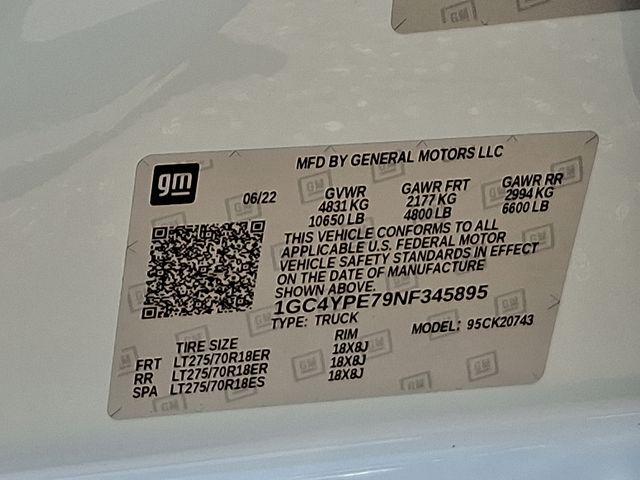 gm
MFD BY GENERAL MOTORS LLC
06/22
GVWR GAWR FRT GAWR RR
4831 KG 2177 KG 2994 KG
10650 LB 4800 LB 6600 LB
THIS VEHICLE CONFORMS TO ALL
APPLICABLE U.S. FEDERAL MOTOR
VEHICLE SAFETY STANDARDS IN EFFECT
ON THE DATE OF MANUFACTURE
SHOWN ABOVE.
1GC4YPE79NF345895
TYPE: TRUCK MODEL: 95CK20743
TIRE SIZE RIM
FRT LT275/70R18ER 18X8J
RR LT275/70R18ER 18X8J
SPA LT275/70R18ES 18X8J